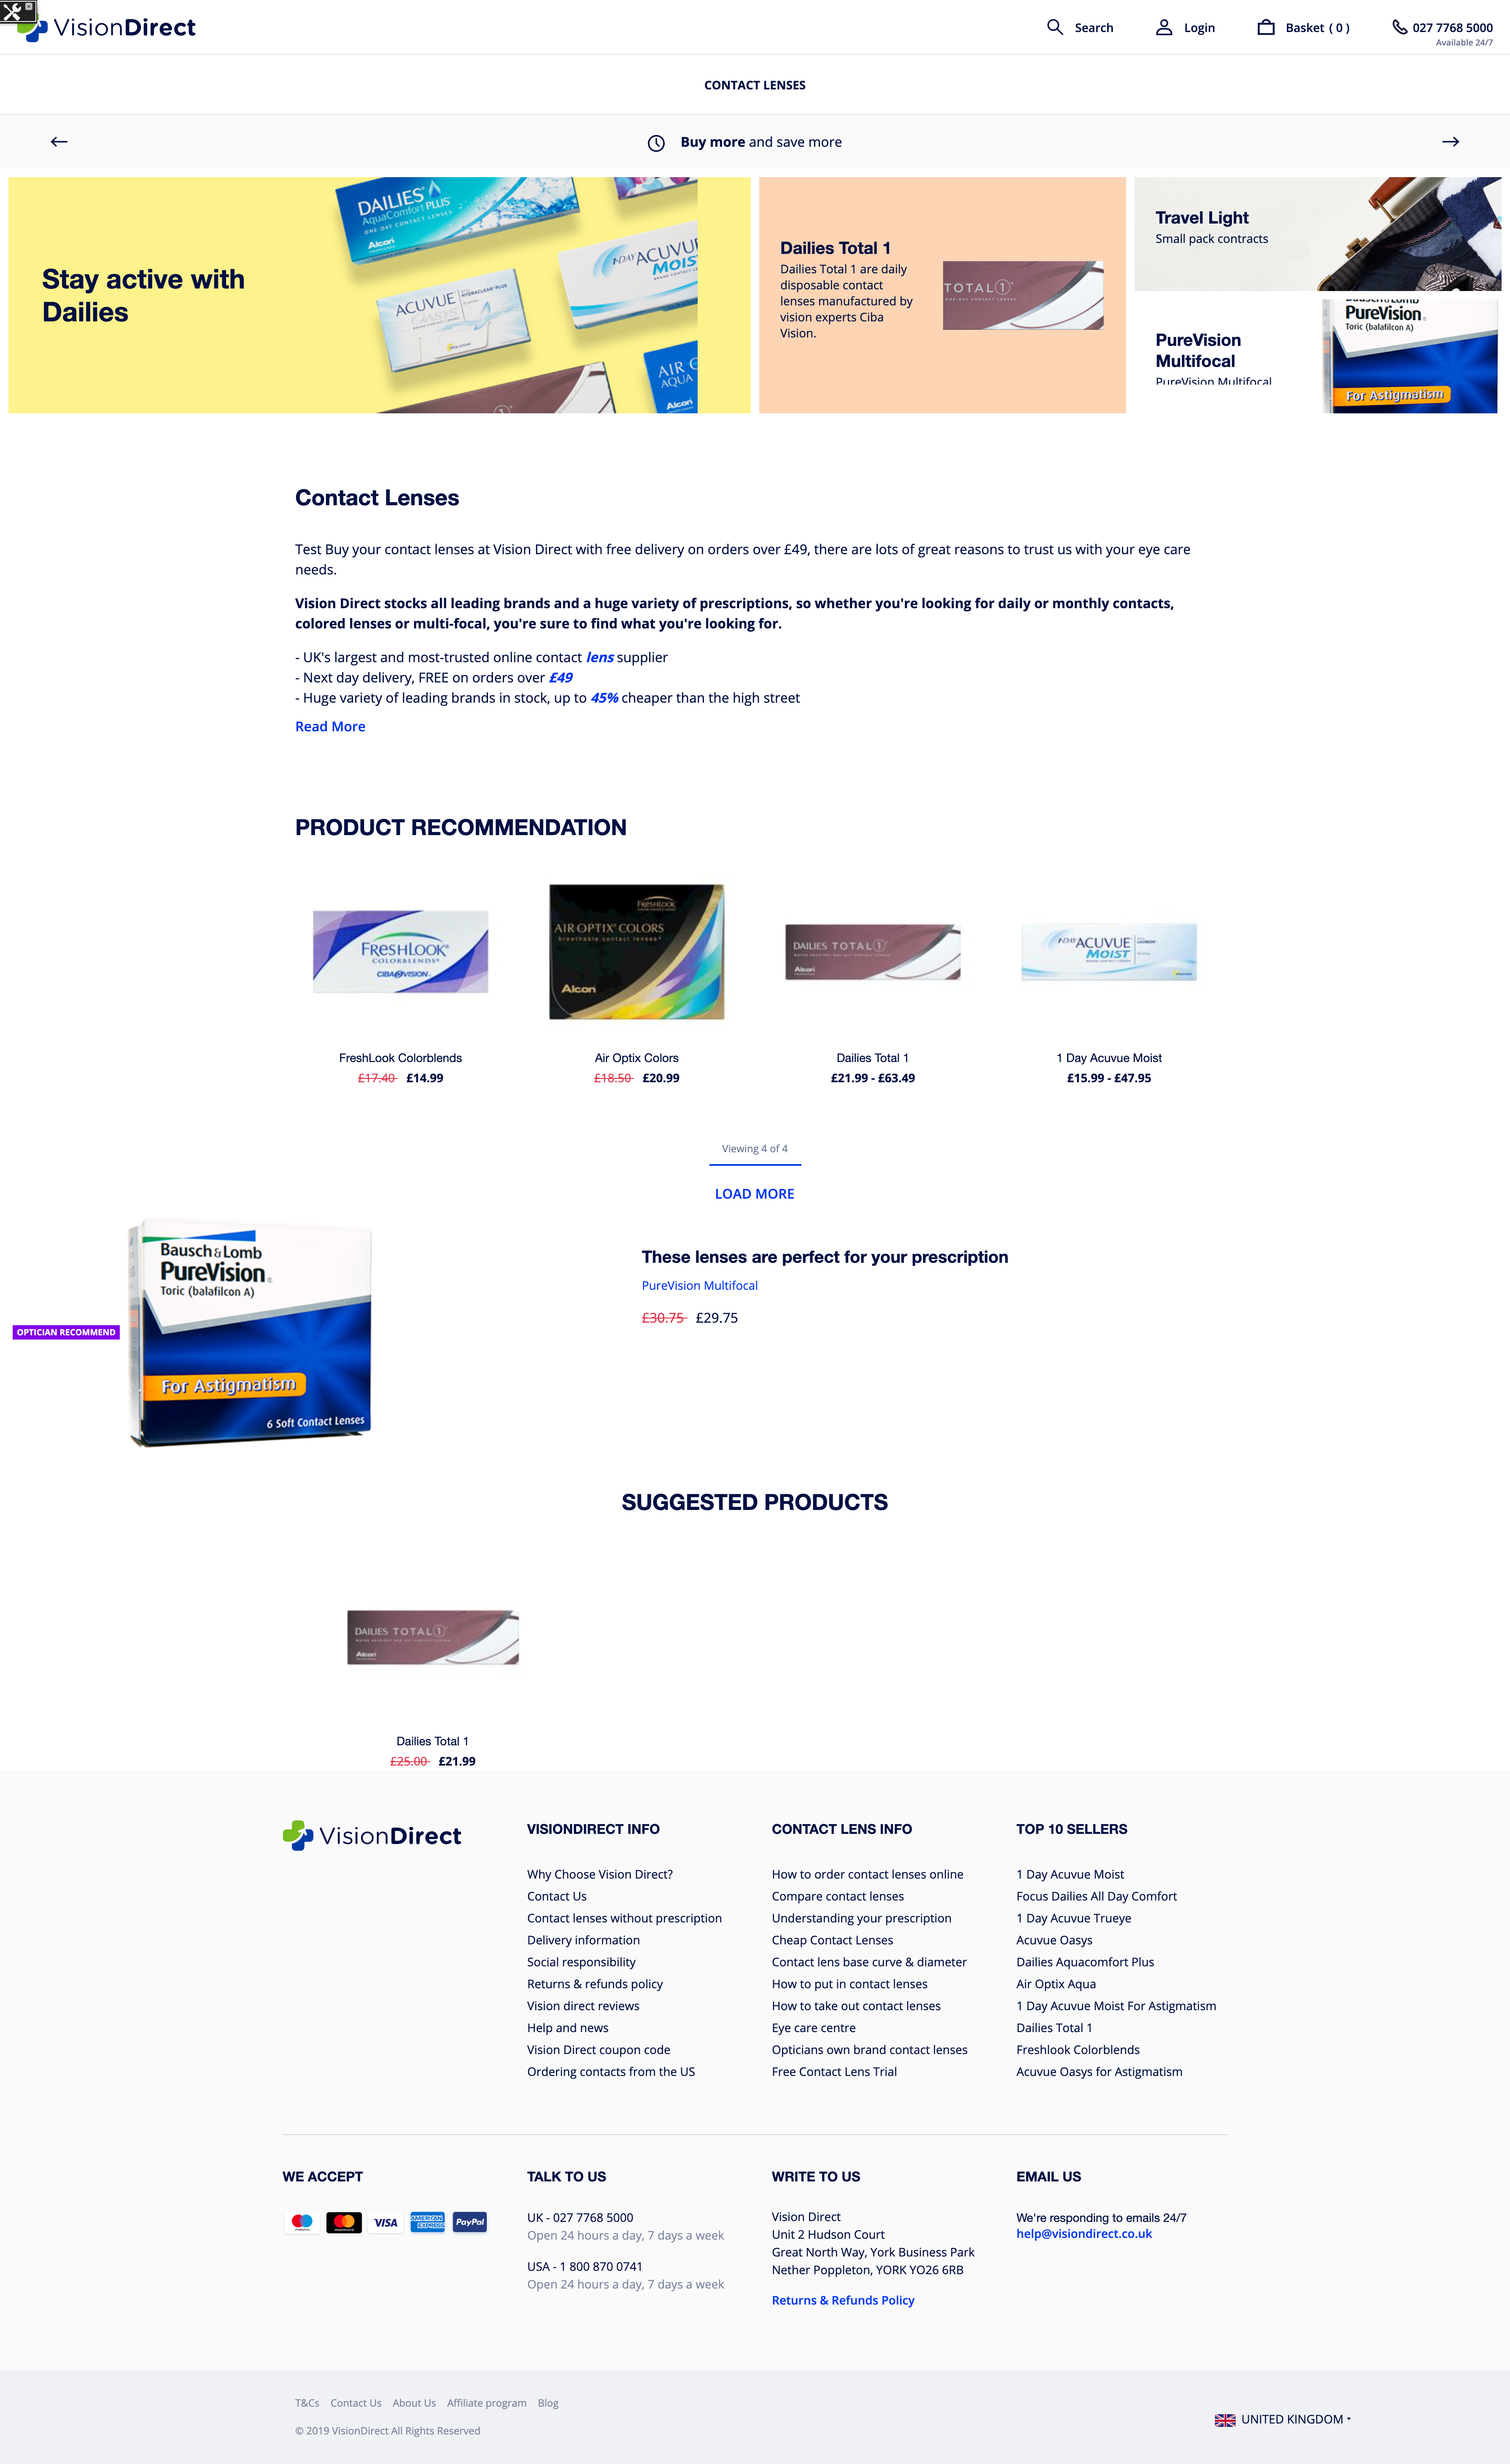 VisionDirect
Search
Login
Basket ( 0 )
027 7768 5000
Available 24/7
CONTACT LENSES
Buy more and save more
Stay active with
Dailies
DAILIES
AquaComfort PLUS
ONE-DAY CONTACT LENSES
Alcon
1·DAY ACUVUE
MOIST
BRAND CONTACT LENSES
ACUVUE
OASYS
BRAND CONTACT LENSES
HYDRACLEAR PLUS
AIR O
AQUA
Alcon
Dailies Total 1
Dailies Total 1 are daily
disposable contact
lenses manufactured by
vision experts Ciba
Vision.
TOTAL 1
ONE-DAY CONTACT LENSES
Travel Light
Small pack contracts
PureVision
Multifocal
PureVision Multifocal
Bausch & Lomb
PureVision
Toric (balafilcon A)
For Astigmatism
Contact Lenses
Test Buy your contact lenses at Vision Direct with free delivery on orders over £49, there are lots of great reasons to trust us with your eye care
needs.
Vision Direct stocks all leading brands and a huge variety of prescriptions, so whether you're looking for daily or monthly contacts,
colored lenses or multi-focal, you're sure to find what you're looking for.
- UK's largest and most-trusted online contact lens supplier
- Next day delivery, FREE on orders over £49
- Huge variety of leading brands in stock, up to 45% cheaper than the high street
Read More
PRODUCT RECOMMENDATION
FRESHLOOK®
COLORBLENDS®
CIBA VISION
FRESHLOOK
AIR OPTIX® COLORS
breathable contact lenses
Alcon
DAILIES TOTAL 1
Alcon
1·DAY ACUVUE
MOIST
BRAND CONTACT LENSES
LACREON
FreshLook Colorblends
£17.40 £14.99
Air Optix Colors
£18.50 £20.99
Dailies Total 1
£21.99 - £63.49
1 Day Acuvue Moist
£15.99 - £47.95
Viewing 4 of 4
LOAD MORE
OPTICIAN RECOMMEND
Bausch & Lomb
PureVision®
Toric (balafilcon A)
For Astigmatism
6 Soft Contact Lenses
These lenses are perfect for your prescription
PureVision Multifocal
£30.75 £29.75
SUGGESTED PRODUCTS
DAILIES TOTAL 1
Alcon
Dailies Total 1
£25.00 £21.99
VisionDirect
VISIONDIRECT INFO
Why Choose Vision Direct?
Contact Us
Contact lenses without prescription
Delivery information
Social responsibility
Returns & refunds policy
Vision direct reviews
Help and news
Vision Direct coupon code
Ordering contacts from the US
CONTACT LENS INFO
How to order contact lenses online
Compare contact lenses
Understanding your prescription
Cheap Contact Lenses
Contact lens base curve & diameter
How to put in contact lenses
How to take out contact lenses
Eye care centre
Opticians own brand contact lenses
Free Contact Lens Trial
TOP 10 SELLERS
1 Day Acuvue Moist
Focus Dailies All Day Comfort
1 Day Acuvue Trueye
Acuvue Oasys
Dailies Aquacomfort Plus
Air Optix Aqua
1 Day Acuvue Moist For Astigmatism
Dailies Total 1
Freshlook Colorblends
Acuvue Oasys for Astigmatism
WE ACCEPT
VISA
AMERICAN
EXPRESS
PayPal
TALK TO US
UK - 027 7768 5000
Open 24 hours a day, 7 days a week
USA - 1 800 870 0741
Open 24 hours a day, 7 days a week
WRITE TO US
Vision Direct
Unit 2 Hudson Court
Great North Way, York Business Park
Nether Poppleton, YORK YO26 6RB
Returns & Refunds Policy
EMAIL US
We're responding to emails 24/7
help@visiondirect.co.uk
T&Cs
Contact Us
About Us
Affiliate program
Blog
© 2019 VisionDirect All Rights Reserved
UNITED KINGDOM